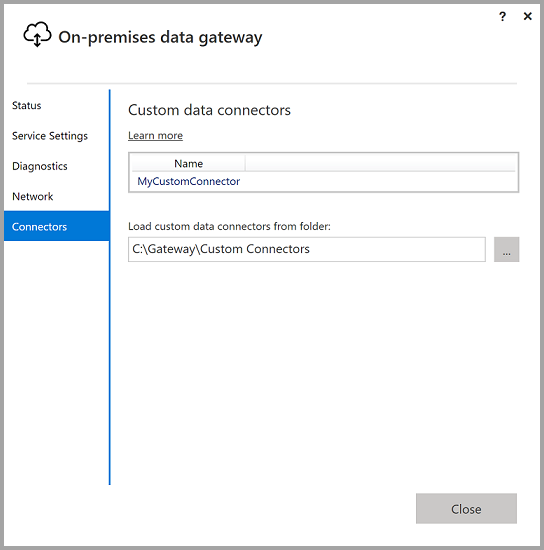 ? ×
On-premises data gateway
Status
Service Settings
Diagnostics
Network
Connectors
Custom data connectors
Learn more
Name
MyCustomConnector
Load custom data connectors from folder:
C:\Gateway\Custom Connectors
...
Close